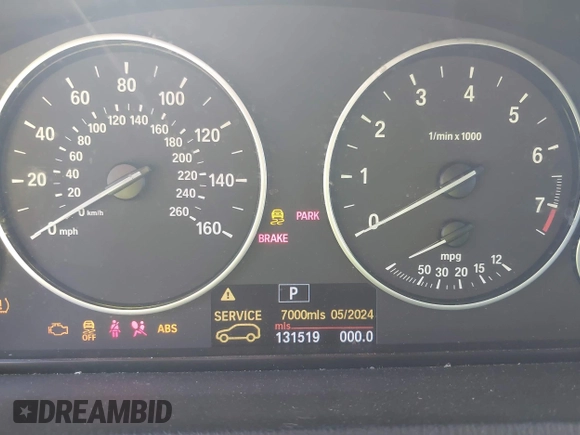 80
60 100
40 120
20 140
0 mph 160
100 120 140 160
80 180
60 200
40 220
20 240
0 km/h 260
3 4
2 5
1/min x 1000
1 6
0 7
mpg
50 30 20 15 12
PARK
BRAKE
P
SERVICE 7000mls 05/2024
mls
131519 000.0
OFF
ABS
DREAMBID